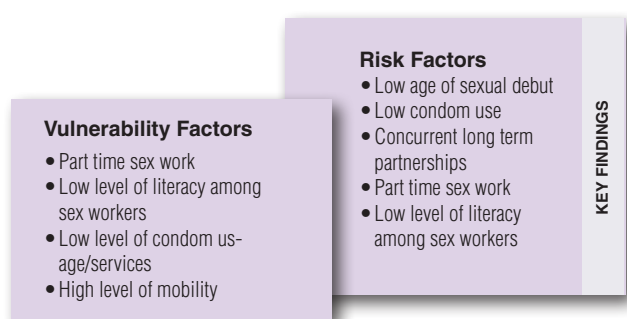 Vulnerability Factors
• Part time sex work
• Low level of literacy among
sex workers
• Low level of condom us-
age/services
• High level of mobility
Risk Factors
• Low age of sexual debut
• Low condom use
• Concurrent long term
partnerships
• Part time sex work
• Low level of literacy
among sex workers
KEY FINDINGS